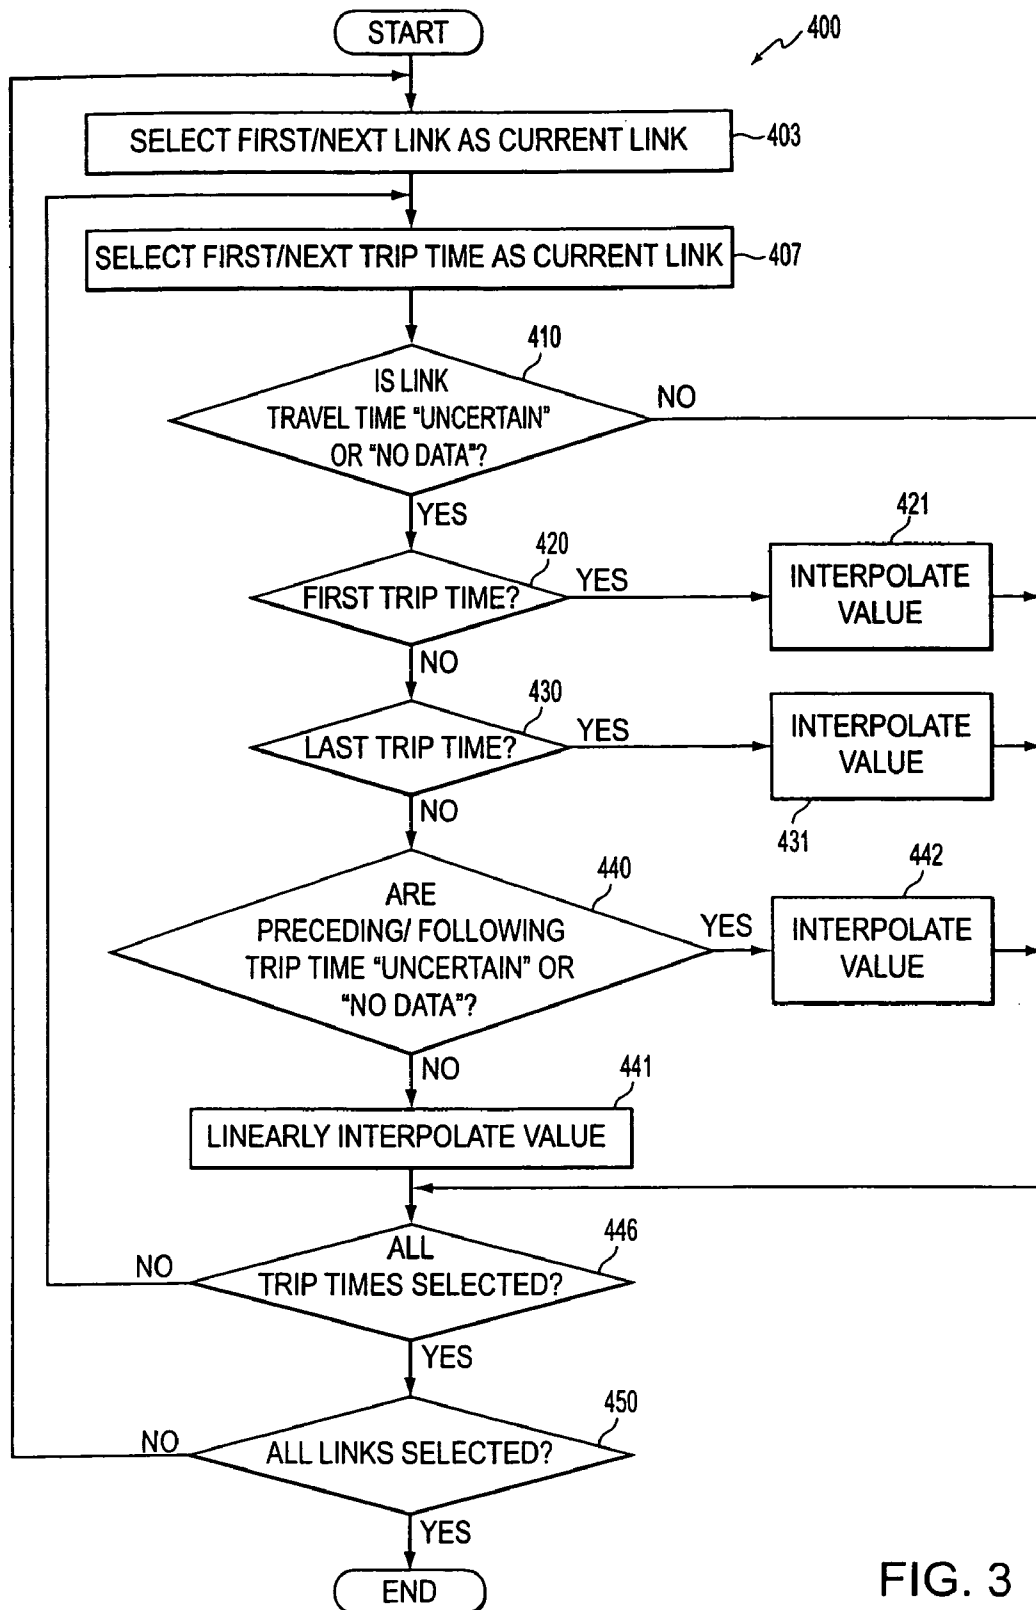 START
400
SELECT FIRST/NEXT LINK AS CURRENT LINK
403
SELECT FIRST/NEXT TRIP TIME AS CURRENT LINK
407
410
IS LINK
TRAVEL TIME "UNCERTAIN"
OR "NO DATA"?
NO
YES
420
FIRST TRIP TIME?
YES
421
INTERPOLATE
VALUE
NO
430
LAST TRIP TIME?
YES
INTERPOLATE
VALUE
431
NO
440
ARE
PRECEDING/ FOLLOWING
TRIP TIME "UNCERTAIN" OR
"NO DATA"?
YES
442
INTERPOLATE
VALUE
NO
441
LINEARLY INTERPOLATE VALUE
446
ALL
TRIP TIMES SELECTED?
NO
YES
450
ALL LINKS SELECTED?
NO
YES
END
FIG. 3